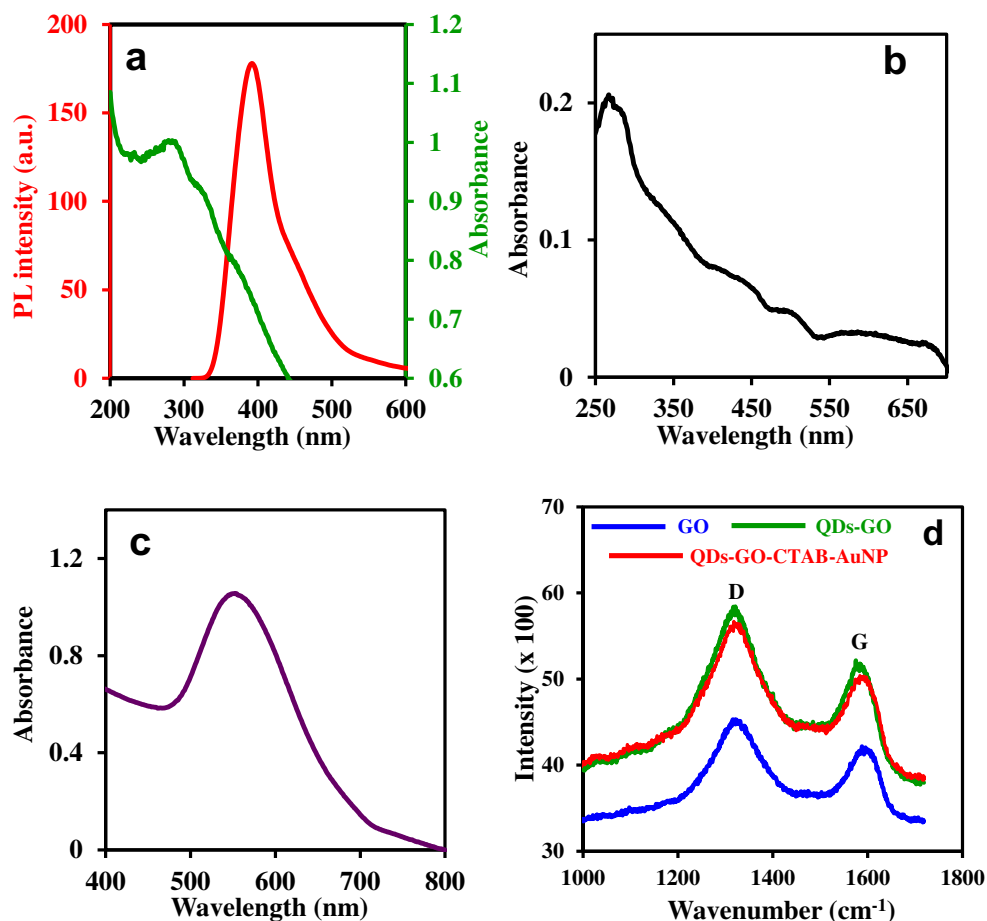 a
PL intensity (a.u.)
200
150
100
50
0
1.2
1.1
1
0.9
0.8
0.7
0.6
Absorbance
200 300 400 500 600
Wavelength (nm)
b
Absorbance
0.2
0.1
0
250 350 450 550 650
Wavelength (nm)
c
Absorbance
1.2
0.8
0.4
0
400 500 600 700 800
Wavelength (nm)
d
GO QDs-GO
QDs-GO-CTAB-AuNP
D
G
Intensity (x 100)
70
60
50
40
30
1000 1200 1400 1600 1800
Wavenumber (cm⁻¹)